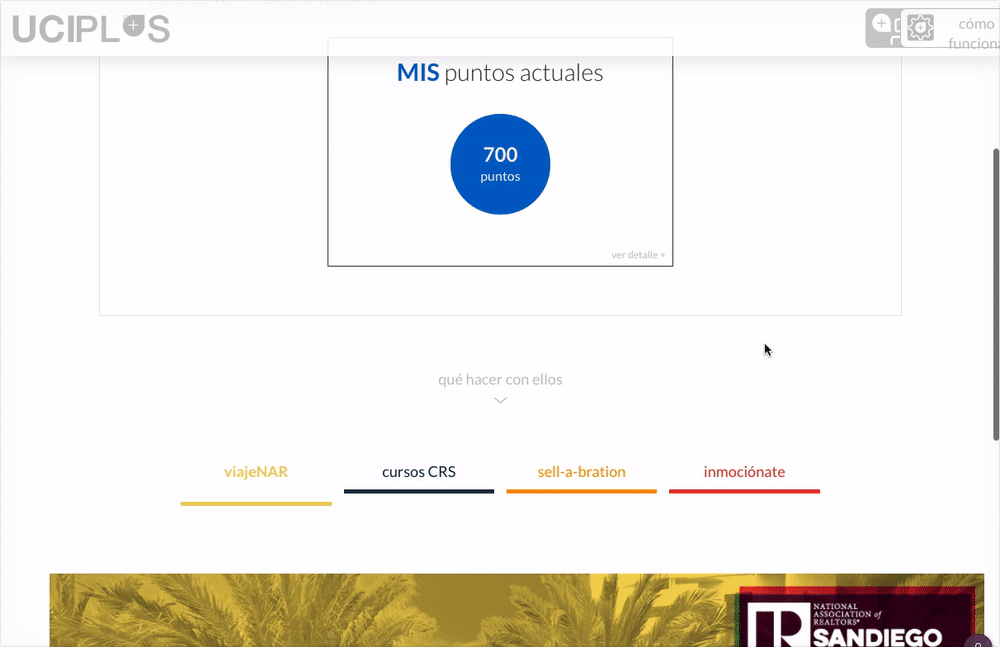 UCIPLUS
cómo
funciona
MIS puntos actuales
700
puntos
ver detalle +
qué hacer con ellos
viajeNAR
cursos CRS
sell-a-bration
inmociónate
NATIONAL
ASSOCIATION of
REALTORS®
SANDIEGO